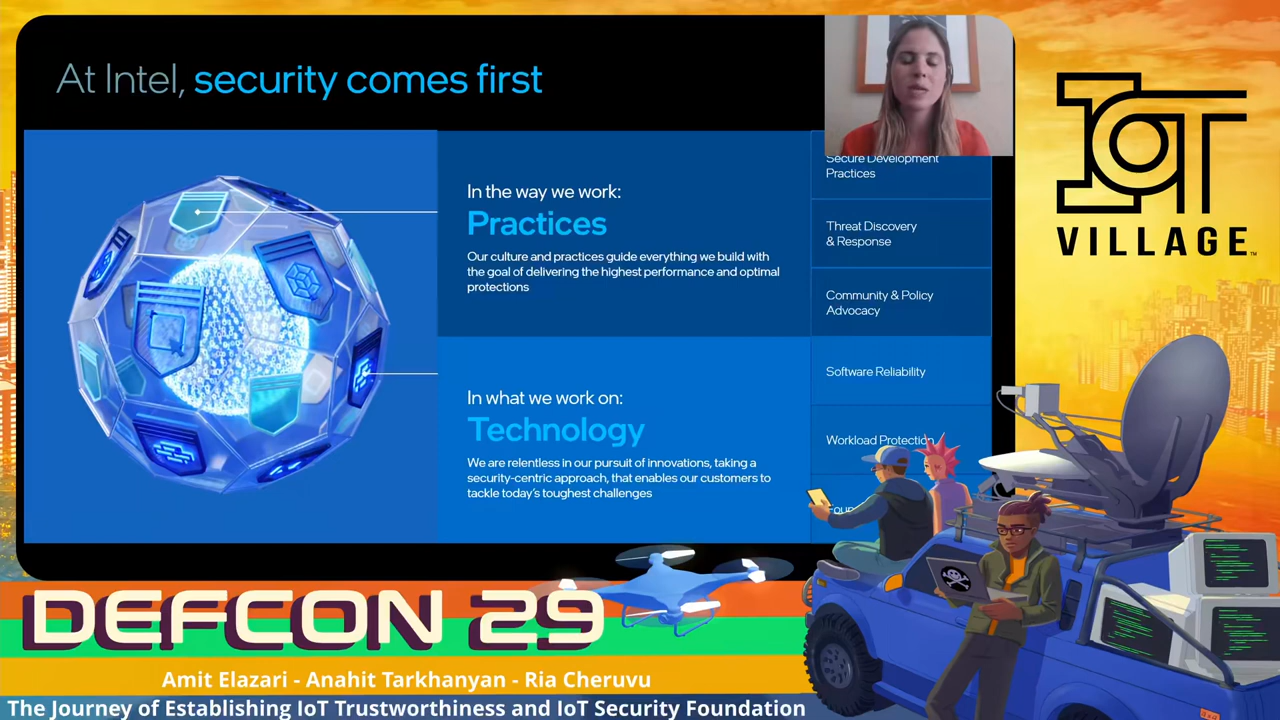 At Intel, security comes first
In the way we work:
Practices
Our culture and practices guide everything we build with
the goal of delivering the highest performance and optimal
protections
In what we work on:
Technology
We are relentless in our pursuit of innovations, taking a
security-centric approach, that enables our customers to
tackle today's toughest challenges
Secure Development
Practices
Threat Discovery
& Response
Community & Policy
Advocacy
Software Reliability
Workload Protection
IOT
VILLAGE™
DEFCON 29
Amit Elazari - Anahit Tarkhanyan - Ria Cheruvu
The Journey of Establishing IoT Trustworthiness and IoT Security Foundation